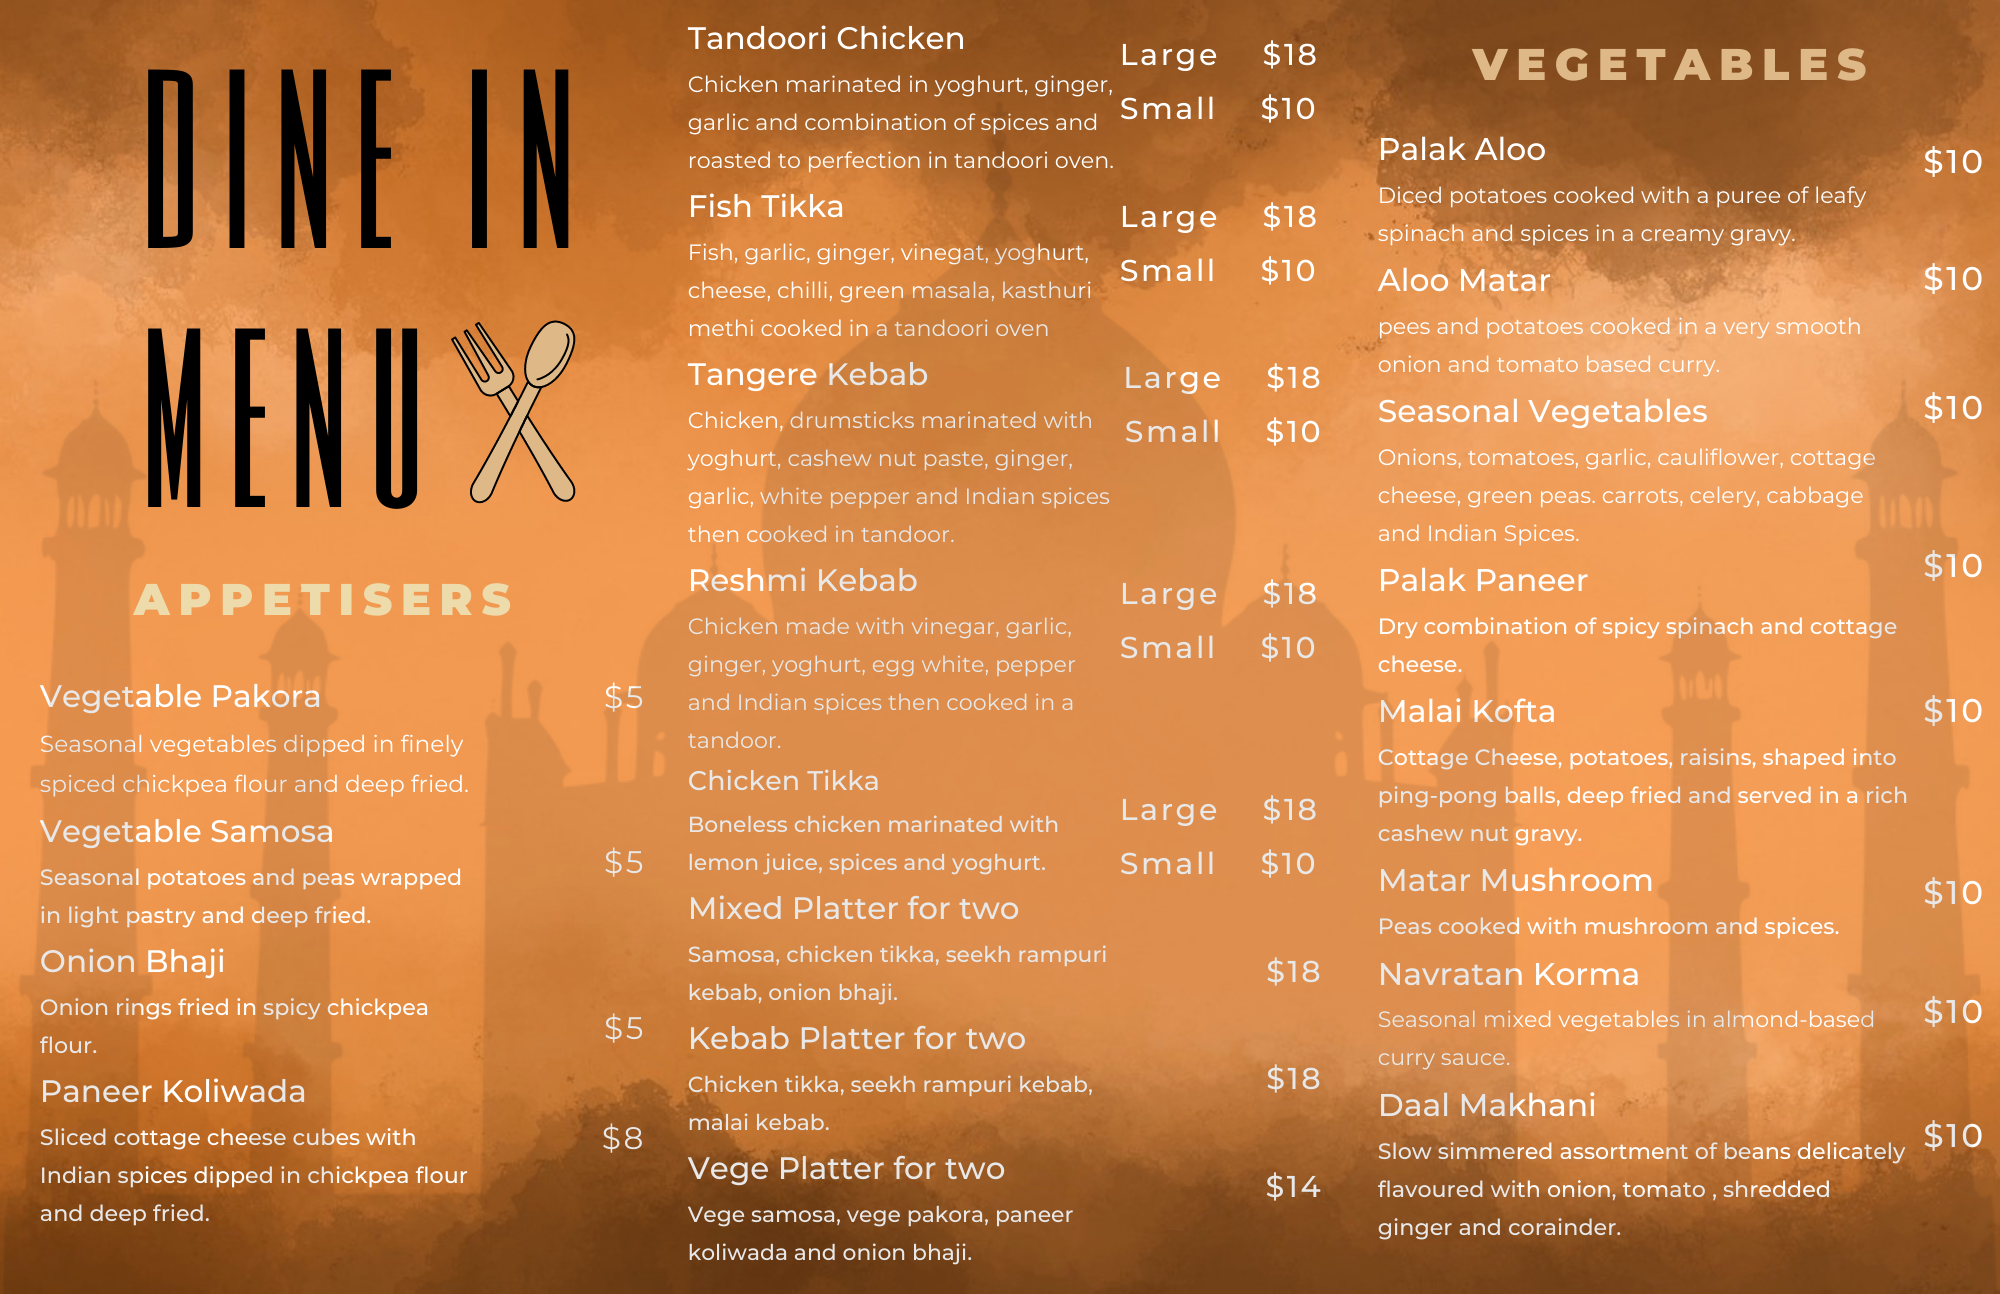 DINE IN
MENU
APPETISERS
Vegetable Pakora $5
Seasonal vegetables dipped in finely
spiced chickpea flour and deep fried.
Vegetable Samosa
$5
Seasonal potatoes and peas wrapped
in light pastry and deep fried.
Onion Bhaji
Onion rings fried in spicy chickpea
$5
flour.
Paneer Koliwada
Sliced cottage cheese cubes with
$8
Indian spices dipped in chickpea flour
and deep fried.
Tandoori Chicken
Large $18
Chicken marinated in yoghurt, ginger,
Small $10
garlic and combination of spices and
roasted to perfection in tandoori oven.
Fish Tikka
Large $18
Fish, garlic, ginger, vinegat, yoghurt,
Small $10
cheese, chilli, green masala, kasthuri
methi cooked in a tandoori oven
Tangere Kebab
Large $18
Chicken, drumsticks marinated with
Small $10
yoghurt, cashew nut paste, ginger,
garlic, white pepper and Indian spices
then cooked in tandoor.
Reshmi Kebab
Large $18
Chicken made with vinegar, garlic,
Small $10
ginger, yoghurt, egg white, pepper
and Indian spices then cooked in a
tandoor.
Chicken Tikka
Large $18
Boneless chicken marinated with
lemon juice, spices and yoghurt.
Small $10
Mixed Platter for two
Samosa, chicken tikka, seekh rampuri
$18
kebab, onion bhaji.
Kebab Platter for two
$18
Chicken tikka, seekh rampuri kebab,
malai kebab.
Vege Platter for two
$14
Vege samosa, vege pakora, paneer
koliwada and onion bhaji.
VEGETABLES
Palak Aloo
$10
Diced potatoes cooked with a puree of leafy
spinach and spices in a creamy gravy.
Aloo Matar $10
pees and potatoes cooked in a very smooth
onion and tomato based curry.
Seasonal Vegetables $10
Onions, tomatoes, garlic, cauliflower, cottage
cheese, green peas. carrots, celery, cabbage
and Indian Spices.
$10
Palak Paneer
Dry combination of spicy spinach and cottage
cheese.
Malai Kofta $10
Cottage Cheese, potatoes, raisins, shaped into
ping-pong balls, deep fried and served in a rich
cashew nut gravy.
Matar Mushroom
$10
Peas cooked with mushroom and spices.
Navratan Korma
$10
Seasonal mixed vegetables in almond-based
curry sauce.
Daal Makhani
$10
Slow simmered assortment of beans delicately
flavoured with onion, tomato , shredded
ginger and corainder.